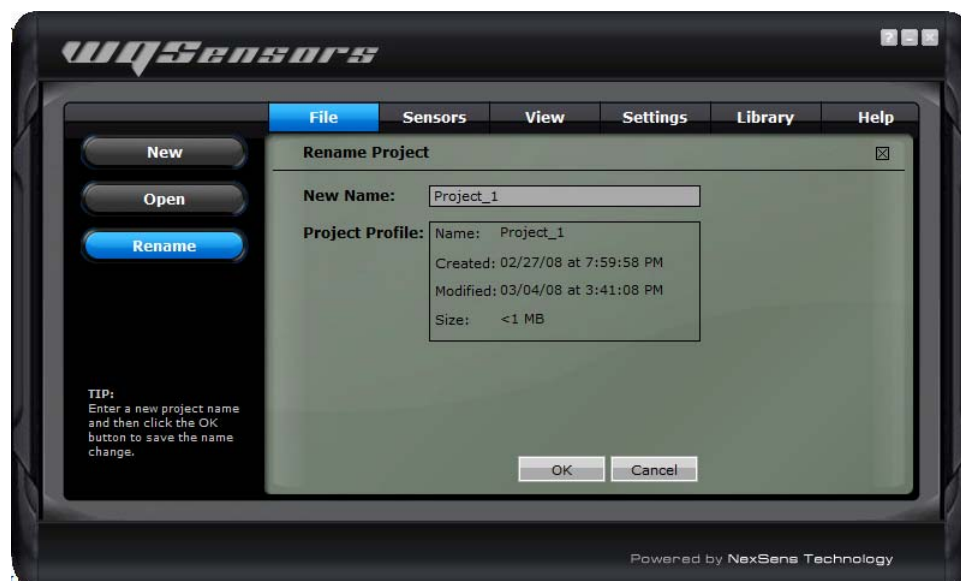 WQSensors
? - x
File Sensors View Settings Library Help
New
Open
Rename
Rename Project
New Name: Project_1
Project Profile: Name: Project_1
Created: 02/27/08 at 7:59:58 PM
Modified: 03/04/08 at 3:41:08 PM
Size: <1 MB
TIP:
Enter a new project name
and then click the OK
button to save the name
change.
OK Cancel
Powered by NexSens Technology